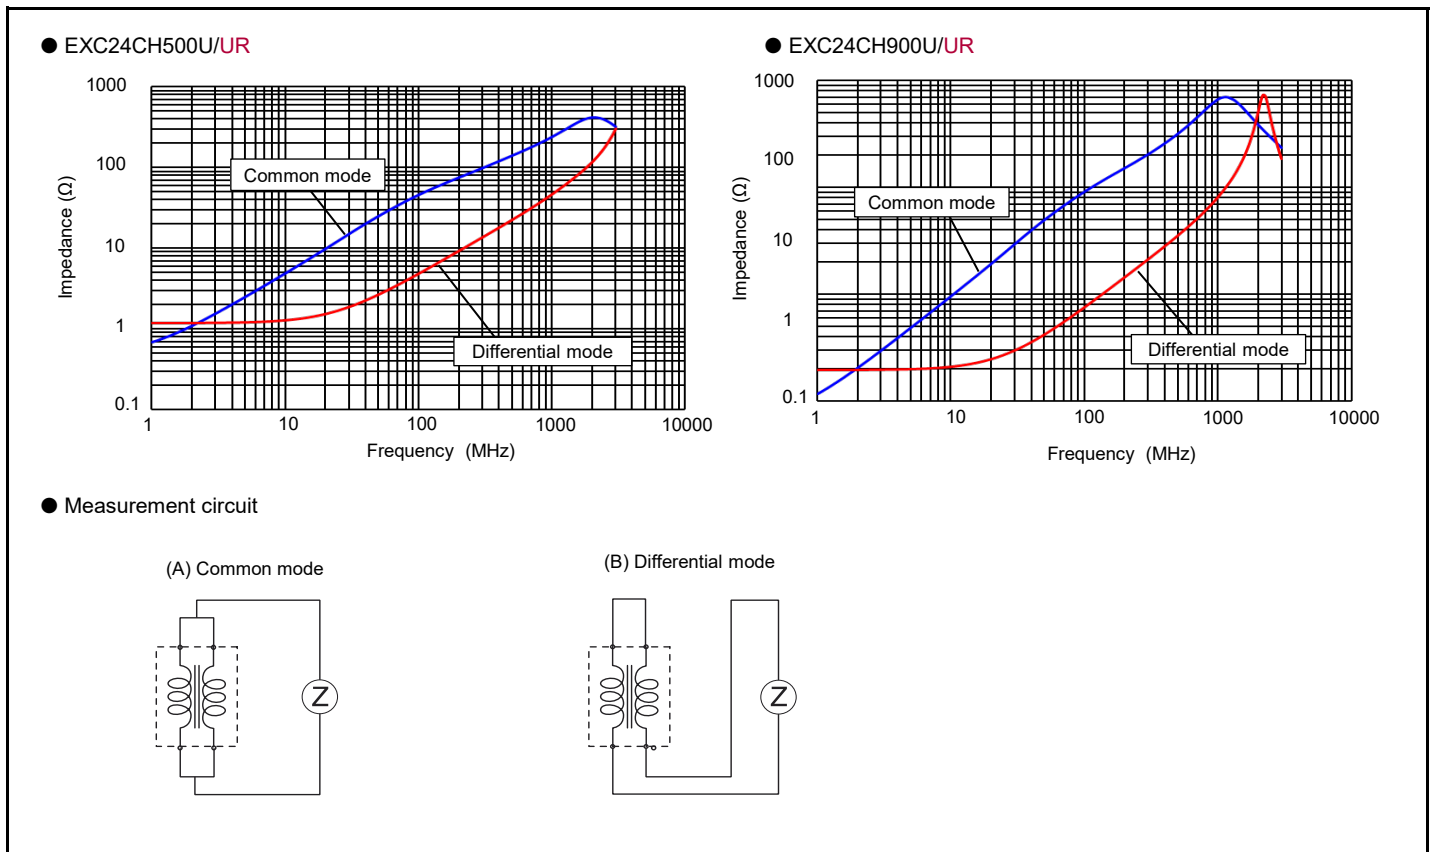 ● EXC24CH500U/UR
1000
100
10
1
0.1
Impedance (Ω)
Common mode
Differential mode
1 10 100 1000 10000
Frequency (MHz)
● EXC24CH900U/UR
1000
100
10
1
0.1
Impedance (Ω)
Common mode
Differential mode
1 10 100 1000 10000
Frequency (MHz)
● Measurement circuit
(A) Common mode
Z
(B) Differential mode
Z